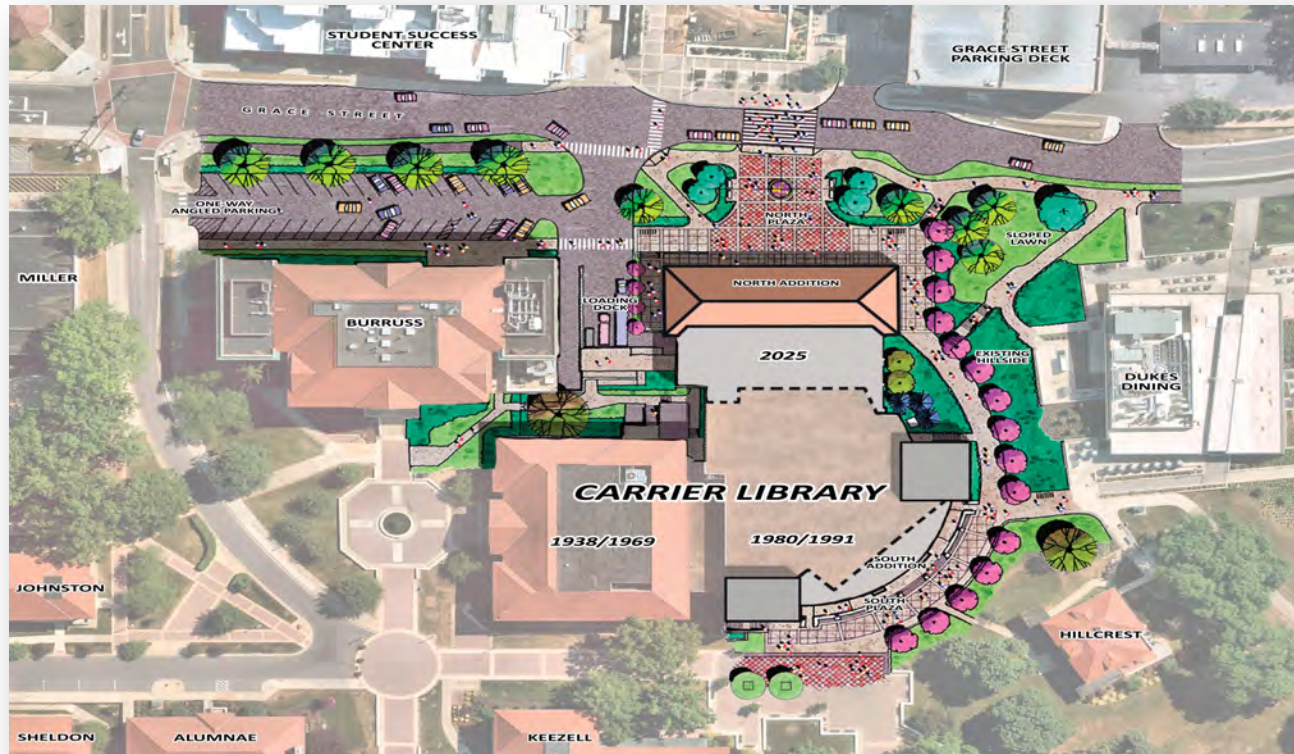 STUDENT SUCCESS
CENTER
GRACE STREET
PARKING DECK
GRACE STREET
ONE WAY
ANGLED PARKING
NORTH
PLAZA
SLOPED
LAWN
MILLER
NORTH ADDITION
LOADING
DOCK
BURRUSS
2025
EXISTING
HILLSIDE
DUKES
DINING
CARRIER LIBRARY
1938/1969
1980/1991
SOUTH
ADDITION
JOHNSTON
SOUTH
PLAZA
HILLCREST
SHELDON
ALUMNAE
KEEZELL